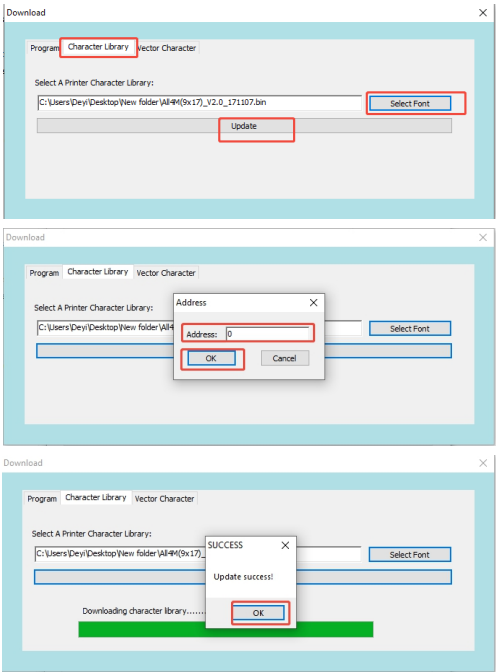 Download
Program Character Library Vector Character
Select A Printer Character Library:
C:\Users\Deyi\Desktop\New folder\All4M(9x17)_V2.0_171107.bin Select Font
Update
Download
Program Character Library Vector Character
Select A Printer Character Library:
Address
C:\Users\Deyi\Desktop\New folder\All4 Select Font
Address: 0
OK Cancel
Download
Program Character Library Vector Character
Select A Printer Character Library:
SUCCESS
C:\Users\Deyi\Desktop\New folder\All4M(9x17)_ Select Font
Update success!
Downloading character library......
OK